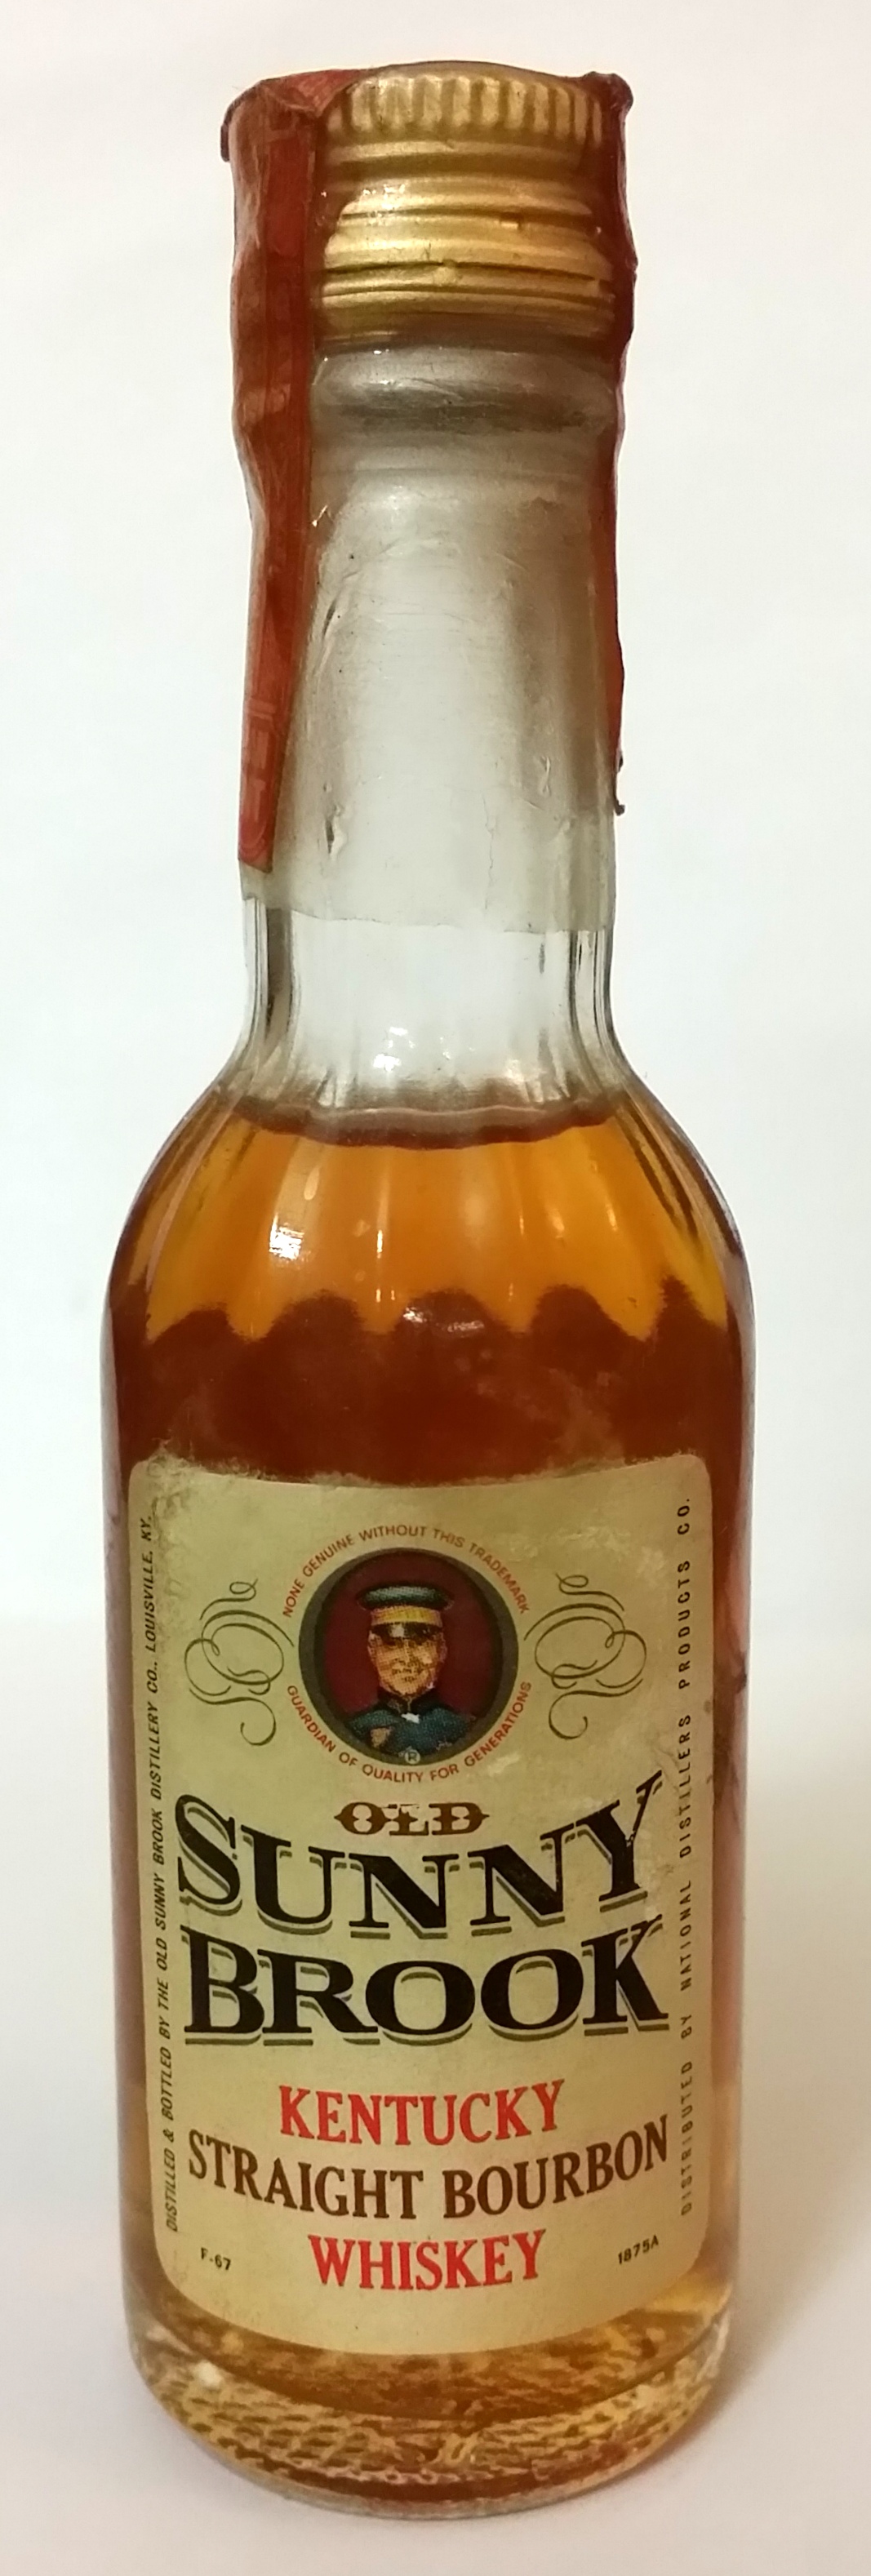 NONE GENUINE WITHOUT THIS TRADEMARK
®
GUARDIAN OF QUALITY FOR GENERATIONS
OLD
SUNNY
BROOK
KENTUCKY
STRAIGHT BOURBON
WHISKEY
F-67
1875A
DISTILLED & BOTTLED BY THE OLD SUNNY BROOK DISTILLERY CO., LOUISVILLE, KY.
DISTRIBUTED BY NATIONAL DISTILLERS PRODUCTS CO.